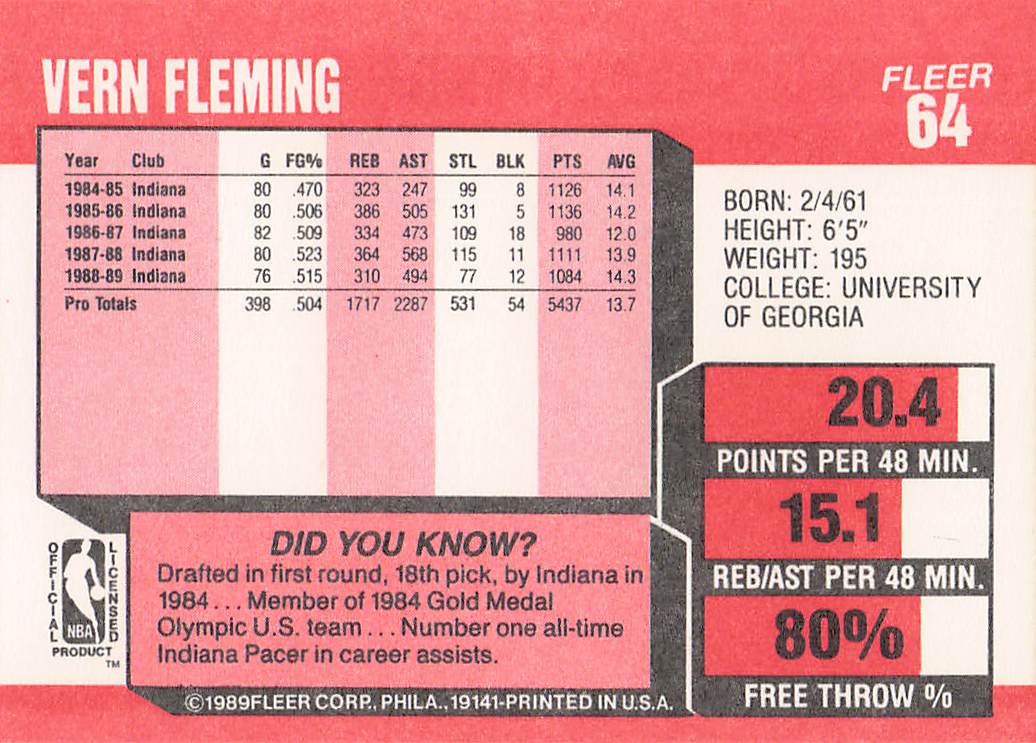 VERN FLEMING
FLEER
64
Year Club G FG% REB AST STL BLK PTS AVG
1984-85 Indiana 80 .470 323 247 99 8 1126 14.1
1985-86 Indiana 80 .506 386 505 131 5 1136 14.2
1986-87 Indiana 82 .509 334 473 109 18 980 12.0
1987-88 Indiana 80 .523 364 568 115 11 1111 13.9
1988-89 Indiana 76 .515 310 494 77 12 1084 14.3
Pro Totals 398 .504 1717 2287 531 54 5437 13.7
BORN: 2/4/61
HEIGHT: 6'5"
WEIGHT: 195
COLLEGE: UNIVERSITY
OF GEORGIA
20.4
POINTS PER 48 MIN.
15.1
REB/AST PER 48 MIN.
80%
FREE THROW %
DID YOU KNOW?
Drafted in first round, 18th pick, by Indiana in
1984... Member of 1984 Gold Medal
Olympic U.S. team... Number one all-time
Indiana Pacer in career assists.
OFFICIAL
LICENSED
NBA
PRODUCT
TM
©1989FLEER CORP., PHILA., 19141-PRINTED IN U.S.A.